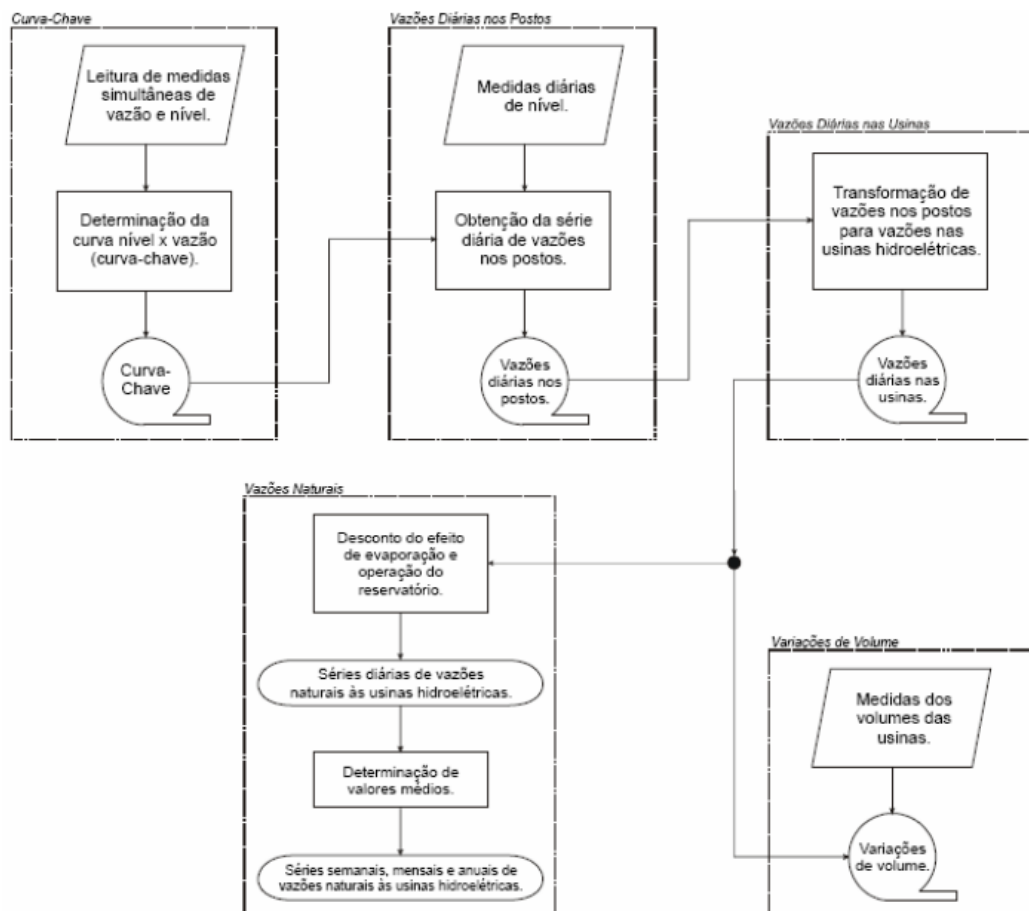 Curva-Chave
Leitura de medidas
simultâneas de
vazão e nível.
Determinação da
curva nível x vazão
(curva-chave).
Curva-
Chave
Vazões Diárias nos Postos
Medidas diárias
de nível.
Obtenção da série
diária de vazões
nos postos.
Vazões
diárias nos
postos.
Vazões Diárias nas Usinas
Transformação de
vazões nos postos
para vazões nas
usinas hidroelétricas.
Vazões
diárias nas
usinas.
Vazões Naturais
Desconto do efeito
de evaporação e
operação do
reservatório.
Séries diárias de vazões
naturais às usinas hidroelétricas.
Determinação de
valores médios.
Séries semanais, mensais e anuais de
vazões naturais às usinas hidroelétricas.
Variações de Volume
Medidas dos
volumes das
usinas.
Variações
de volume.